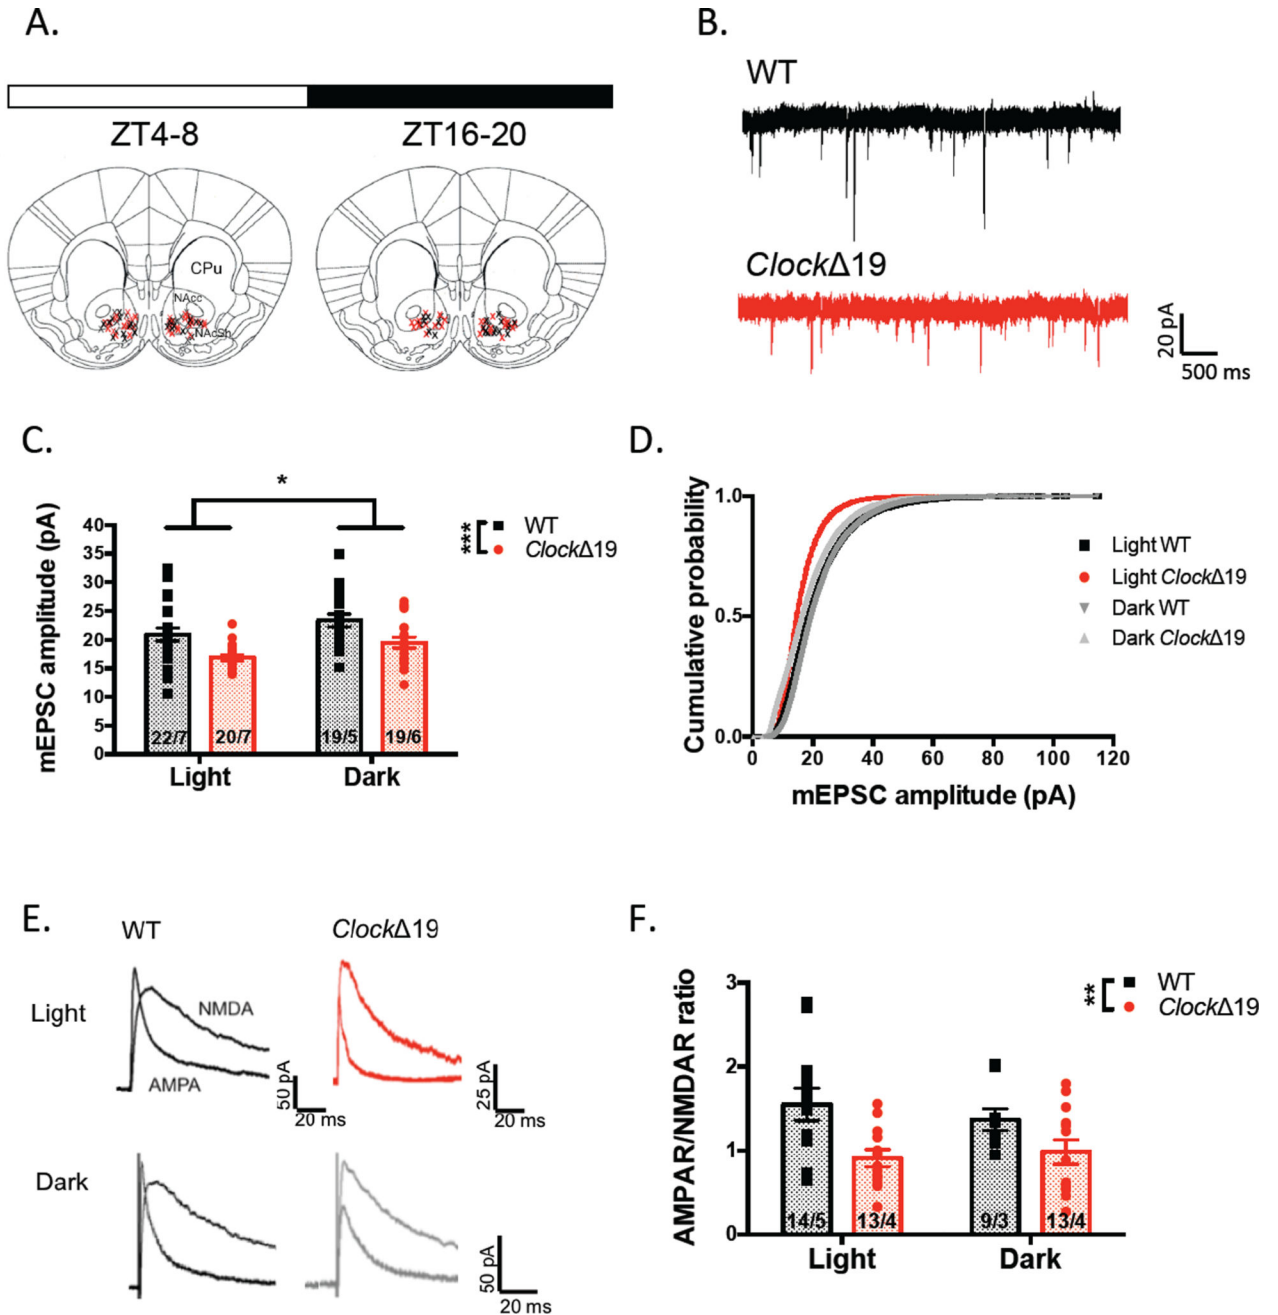 A.
ZT4-8
ZT16-20
CPu
NAcc
NAcSh
B.
WT
ClockΔ19
20 pA
500 ms
C.
mEPSC amplitude (pA)
40
35
30
25
20
15
10
5
0
*
***
WT
ClockΔ19
22/7
20/7
19/5
19/6
Light
Dark
D.
Cumulative probability
1.0
0.5
0.0
0
20
40
60
80
100
120
mEPSC amplitude (pA)
Light WT
Light ClockΔ19
Dark WT
Dark ClockΔ19
E.
WT
ClockΔ19
Light
NMDA
AMPA
50 pA
20 ms
25 pA
20 ms
Dark
50 pA
20 ms
F.
AMPAR/NMDAR ratio
3
2
1
0
**
WT
ClockΔ19
14/5
13/4
9/3
13/4
Light
Dark